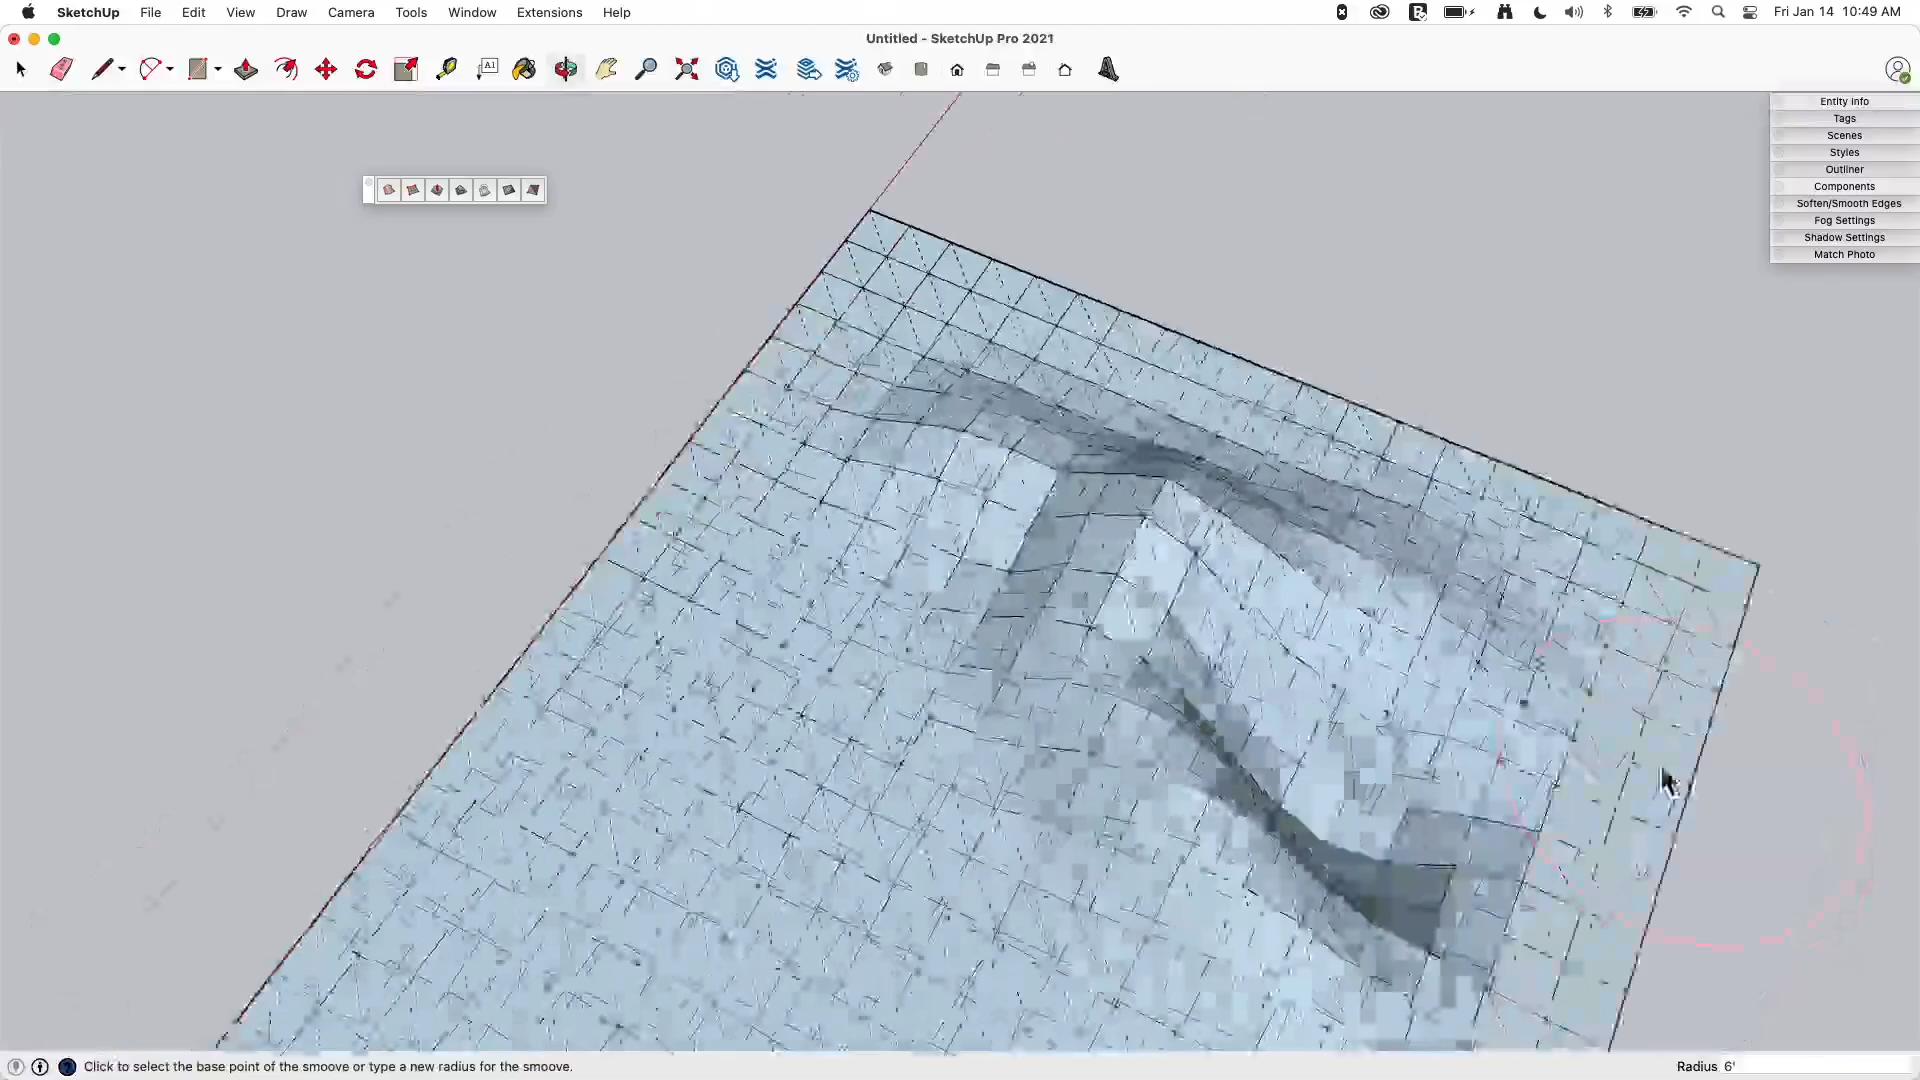 SketchUp File Edit View Draw Camera Tools Window Extensions Help Fri Jan 14 10:49 AM
Untitled - SketchUp Pro 2021
A1
Entity Info
Tags
Scenes
Styles
Outliner
Components
Soften/Smooth Edges
Fog Settings
Shadow Settings
Match Photo
Click to select the base point of the smoove or type a new radius for the smoove. Radius 6'